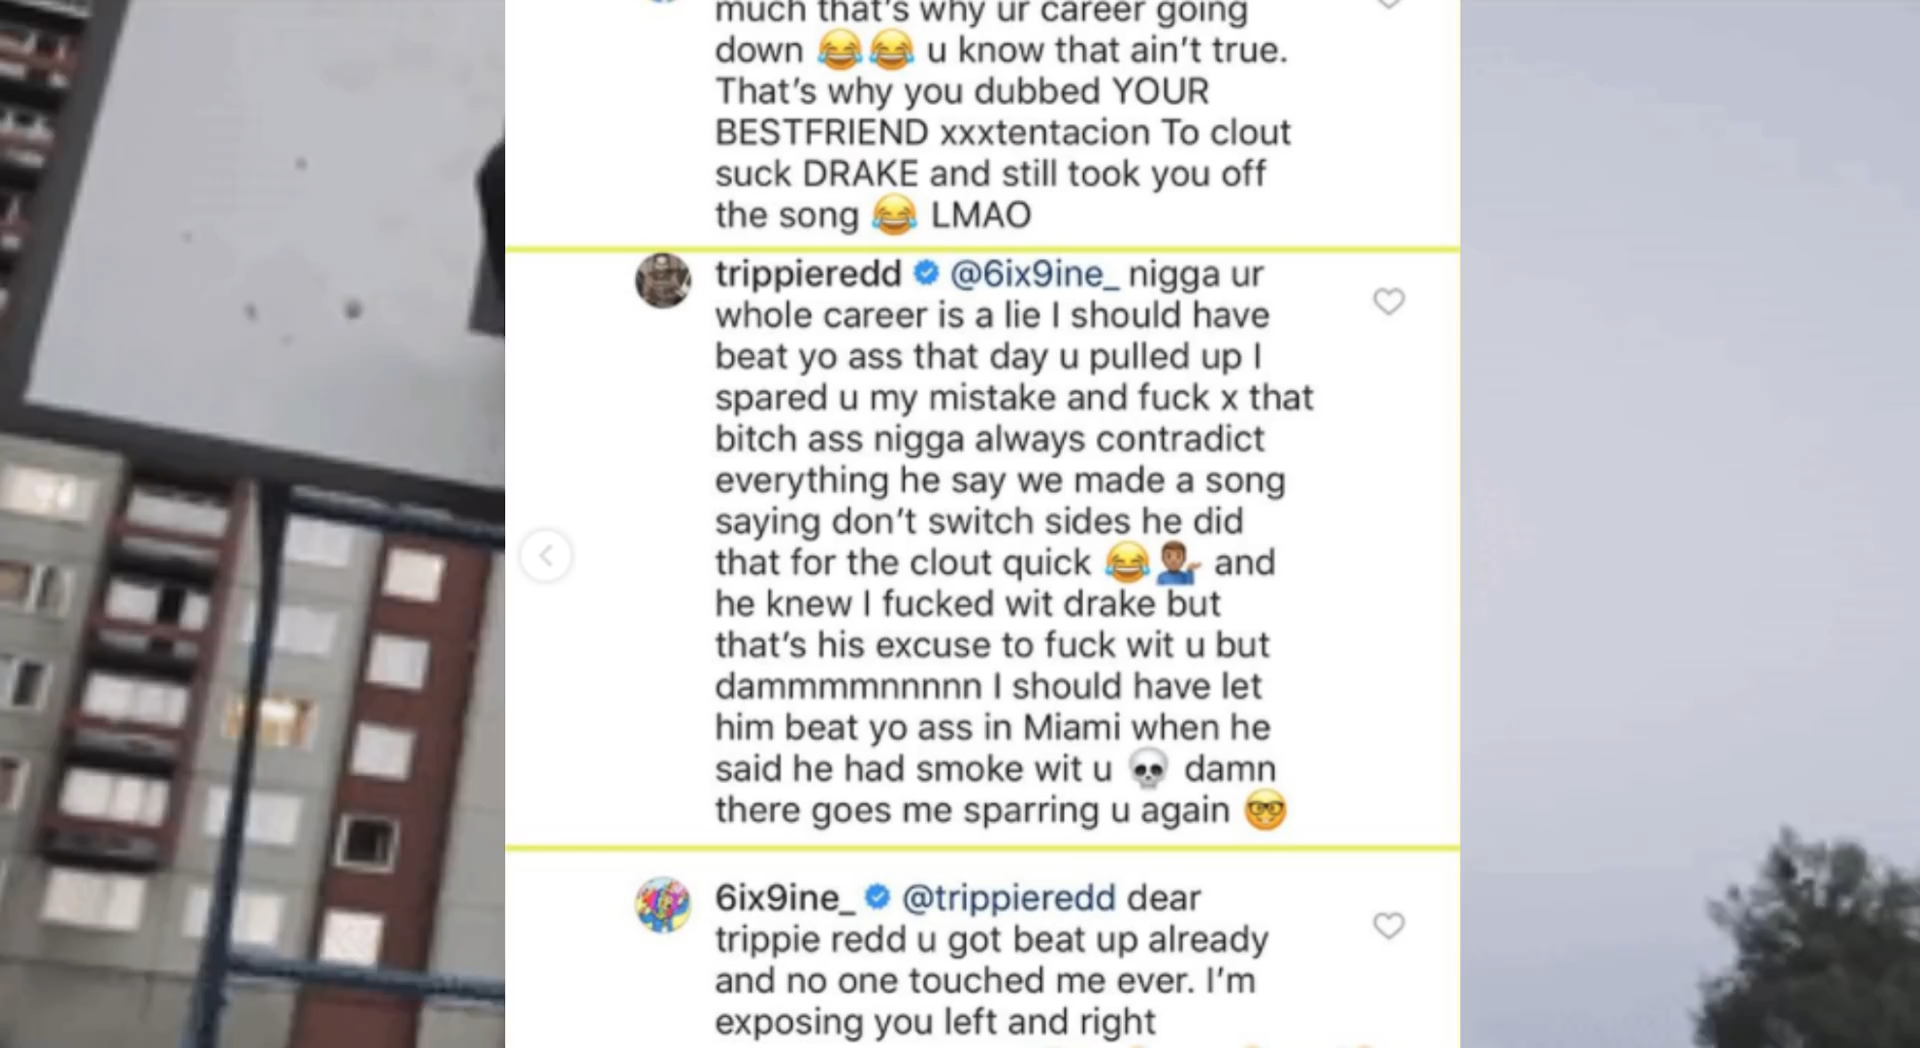 much that's why ur career going
down 😂😂 u know that ain't true.
That's why you dubbed YOUR
BESTFRIEND xxxtentacion To clout
suck DRAKE and still took you off
the song 😂 LMAO
trippieredd @6ix9ine_ nigga ur
whole career is a lie I should have
beat yo ass that day u pulled up I
spared u my mistake and fuck x that
bitch ass nigga always contradict
everything he say we made a song
saying don't switch sides he did
that for the clout quick 😂💁🏽‍♂️ and
he knew I fucked wit drake but
that's his excuse to fuck wit u but
dammmmnnnnn I should have let
him beat yo ass in Miami when he
said he had smoke wit u 💀 damn
there goes me sparring u again 🤓
6ix9ine_ @trippieredd dear
trippie redd u got beat up already
and no one touched me ever. I'm
exposing you left and right